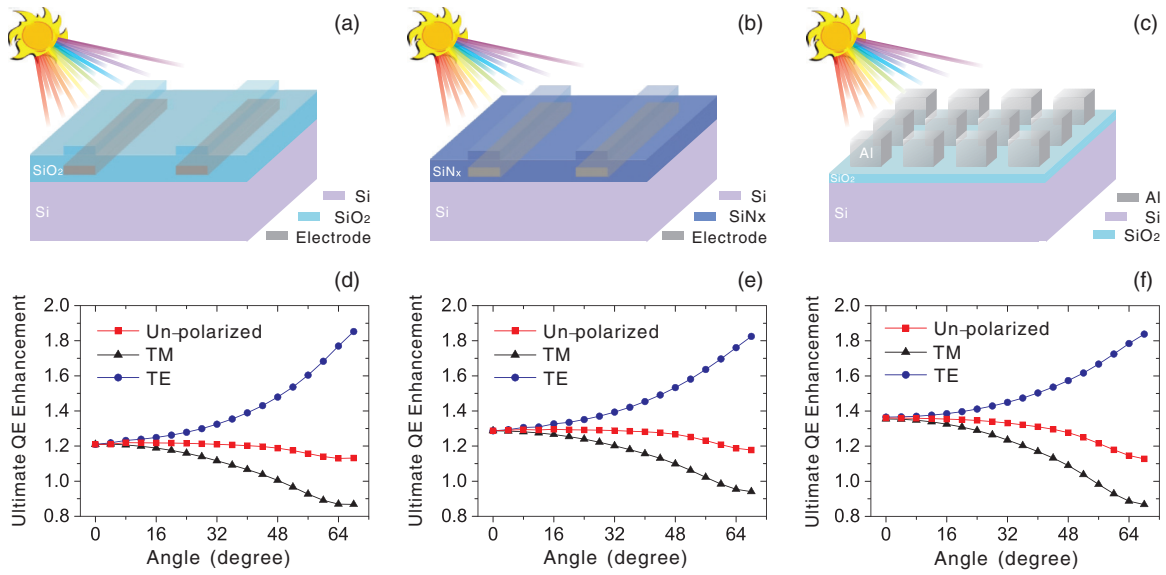 (a)
SiO₂
Si
Si
SiO₂
Electrode
(b)
SiNₓ
Si
Si
SiNx
Electrode
(c)
Al
SiO₂
Si
Al
Si
SiO₂
(d)
Ultimate QE Enhancement
2.0
1.8
1.6
1.4
1.2
1.0
0.8
Un-polarized
TM
TE
0 16 32 48 64
Angle (degree)
(e)
Ultimate QE Enhancement
2.0
1.8
1.6
1.4
1.2
1.0
0.8
Un-polarized
TM
TE
0 16 32 48 64
Angle (degree)
(f)
Ultimate QE Enhancement
2.0
1.8
1.6
1.4
1.2
1.0
0.8
Un-polarized
TM
TE
0 16 32 48 64
Angle (degree)